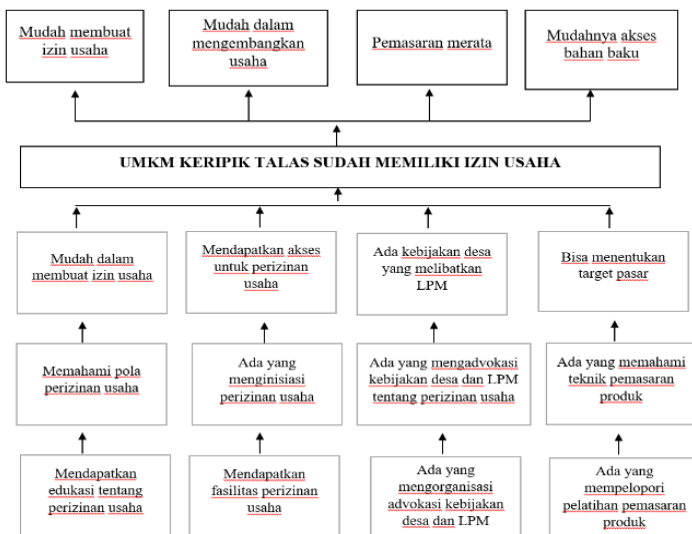 Mudah membuat
izin usaha
Mudah dalam
mengembangkan
usaha
Pemasaran merata
Mudahnya akses
bahan baku
UMKM KERIPIK TALAS SUDAH MEMILIKI IZIN USAHA
Mudah dalam
membuat izin usaha
Mendapatkan akses
untuk perizinan
usaha
Ada kebijakan desa
yang melibatkan
LPM
Bisa menentukan
target pasar
Memahami pola
perizinan usaha
Ada yang
menginisiasi
perizinan usaha
Ada yang mengadvokasi
kebijakan desa dan LPM
tentang perizinan usaha
Ada yang memahami
teknik pemasaran
produk
Mendapatkan
edukasi tentang
perizinan usaha
Mendapatkan
fasilitas perizinan
usaha
Ada yang
mengorganisasi
advokasi kebijakan
desa dan LPM
Ada yang
mempelopori
pelatihan pemasaran
produk